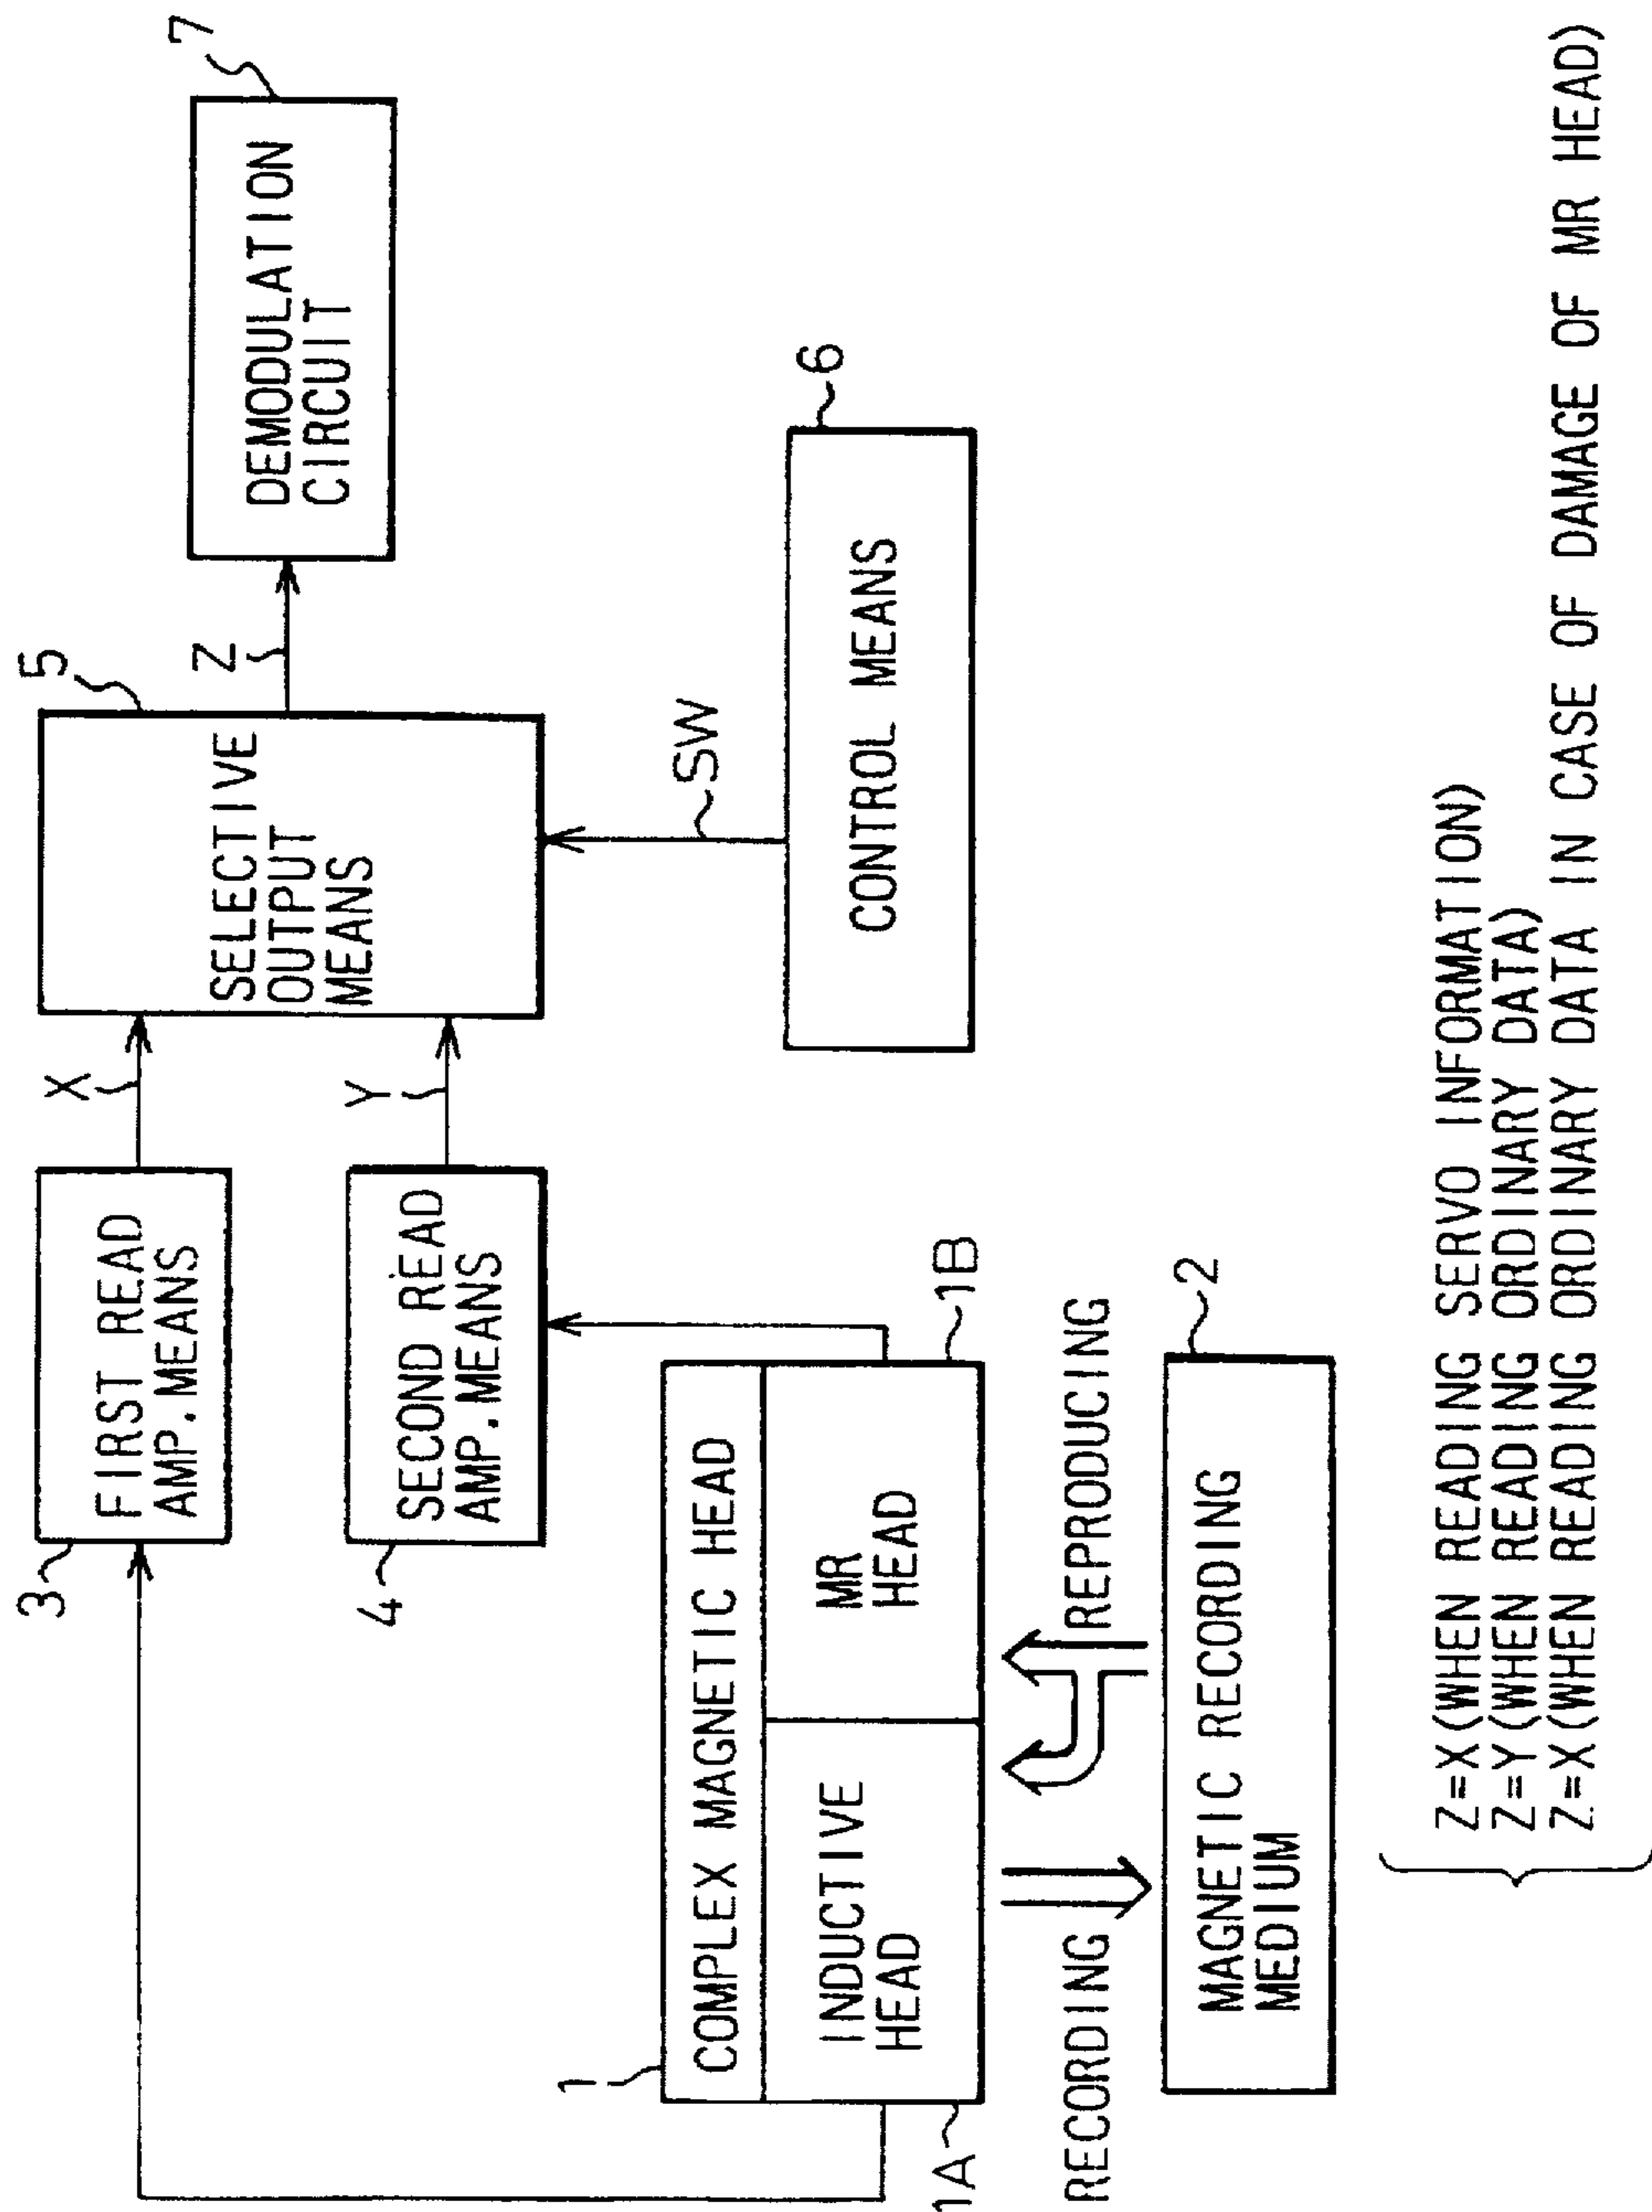 3
FIRST READ
AMP.MEANS
X
5
SELECTIVE
OUTPUT
MEANS
Z
7
DEMODULATION
CIRCUIT
4
SECOND READ
AMP.MEANS
Y
SW
6
CONTROL MEANS
1
COMPLEX MAGNETIC HEAD
INDUCTIVE
HEAD
MR
HEAD
1A
1B
RECORDING
REPRODUCING
2
MAGNETIC RECORDING
MEDIUM
Z=X(WHEN READING SERVO INFORMATION)
Z=Y(WHEN READING ORDINARY DATA)
Z=X(WHEN READING ORDINARY DATA IN CASE OF DAMAGE OF MR HEAD)